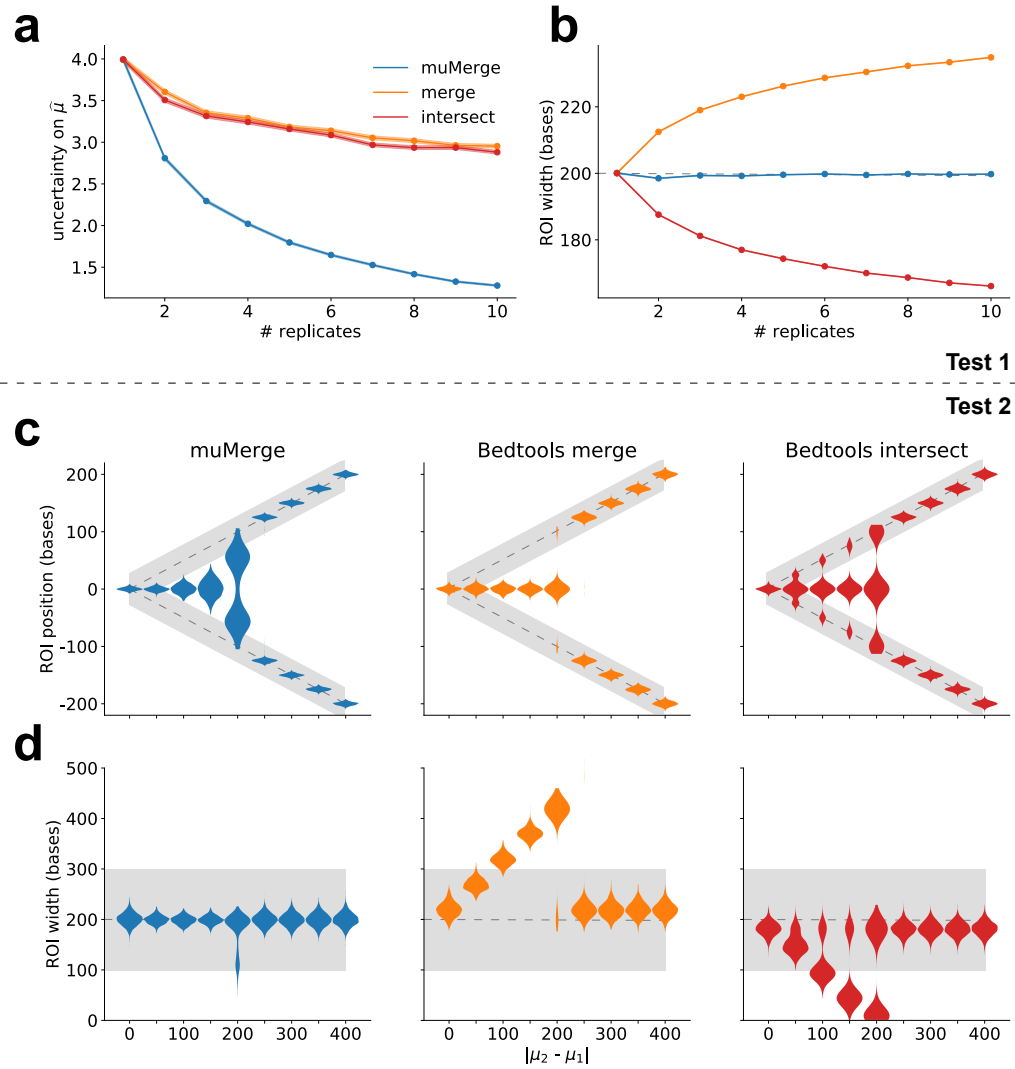 a
b
4.0
3.5
3.0
2.5
2.0
1.5
uncertainty on μ̂
muMerge
merge
intersect
2
4
6
8
10
# replicates
220
200
180
ROI width (bases)
2
4
6
8
10
# replicates
Test 1
Test 2
c
muMerge
Bedtools merge
Bedtools intersect
200
100
0
-100
-200
ROI position (bases)
d
500
400
300
200
100
0
ROI width (bases)
0
100
200
300
400
0
100
200
300
400
0
100
200
300
400
|μ₂ - μ₁|